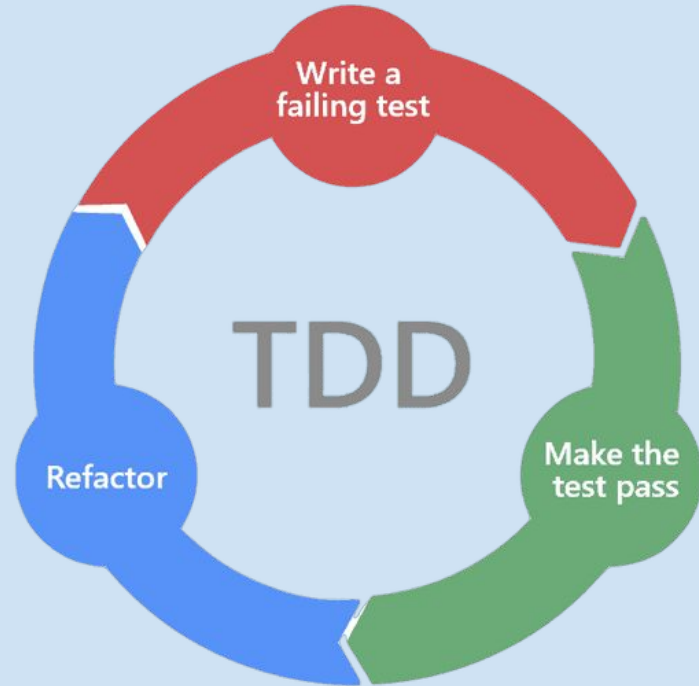 Write a
failing test
TDD
Refactor
Make the
test pass